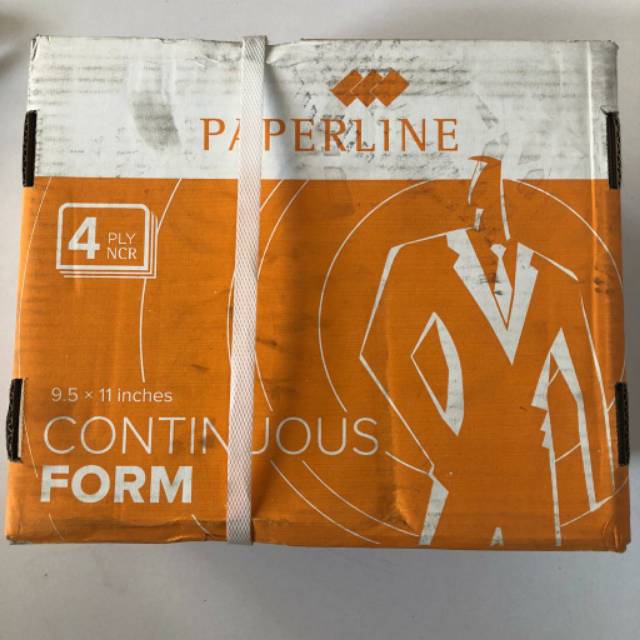 PAPERLINE
4 PLY
NCR
9.5 × 11 inches
CONTINUOUS
FORM